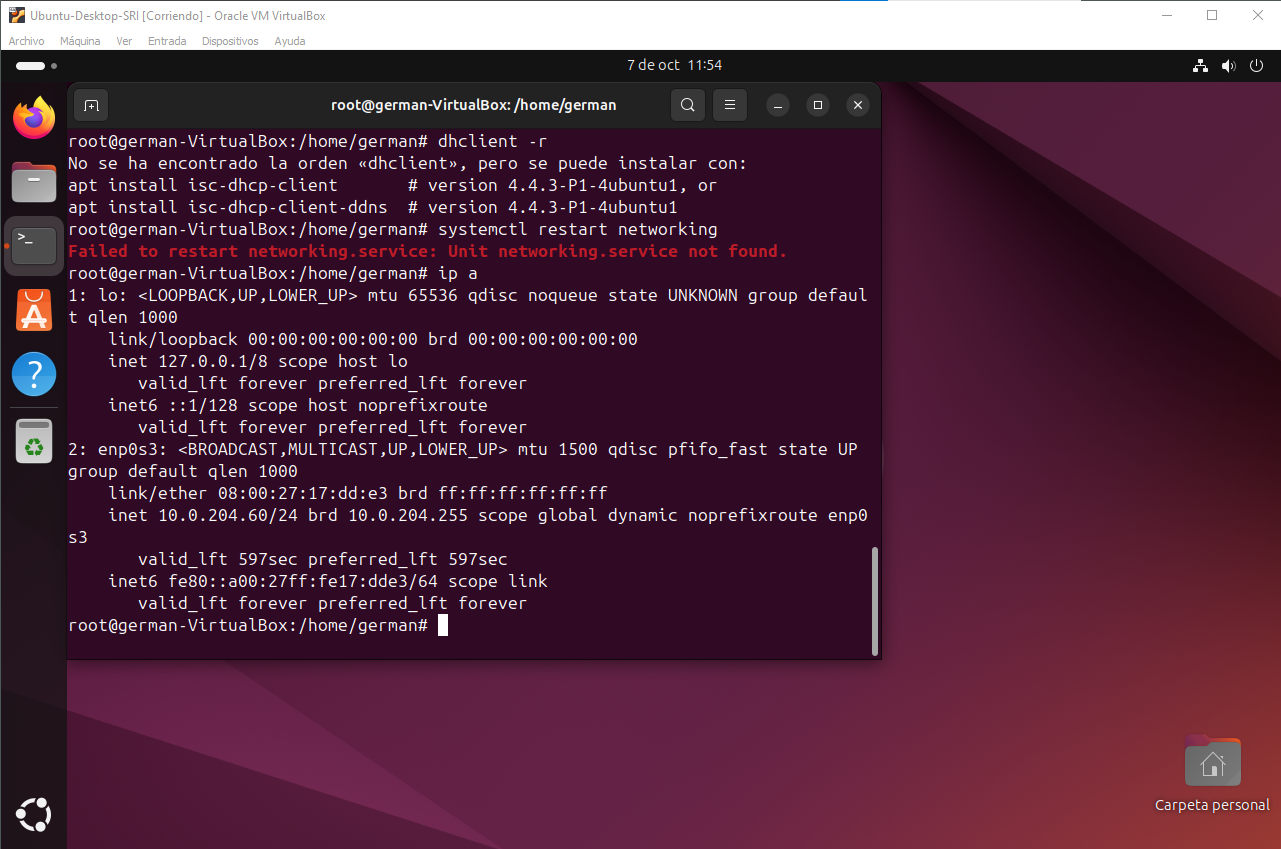 Ubuntu-Desktop-SRI [Corriendo] - Oracle VM VirtualBox
Archivo Máquina Ver Entrada Dispositivos Ayuda
7 de oct 11:54
root@german-VirtualBox: /home/german
root@german-VirtualBox:/home/german# dhclient -r
No se ha encontrado la orden «dhclient», pero se puede instalar con:
apt install isc-dhcp-client       # version 4.4.3-P1-4ubuntu1, or
apt install isc-dhcp-client-ddns  # version 4.4.3-P1-4ubuntu1
root@german-VirtualBox:/home/german# systemctl restart networking
Failed to restart networking.service: Unit networking.service not found.
root@german-VirtualBox:/home/german# ip a
1: lo: <LOOPBACK,UP,LOWER_UP> mtu 65536 qdisc noqueue state UNKNOWN group defaul
t qlen 1000
    link/loopback 00:00:00:00:00:00 brd 00:00:00:00:00:00
    inet 127.0.0.1/8 scope host lo
       valid_lft forever preferred_lft forever
    inet6 ::1/128 scope host noprefixroute
       valid_lft forever preferred_lft forever
2: enp0s3: <BROADCAST,MULTICAST,UP,LOWER_UP> mtu 1500 qdisc pfifo_fast state UP
group default qlen 1000
    link/ether 08:00:27:17:dd:e3 brd ff:ff:ff:ff:ff:ff
    inet 10.0.204.60/24 brd 10.0.204.255 scope global dynamic noprefixroute enp0
s3
       valid_lft 597sec preferred_lft 597sec
    inet6 fe80::a00:27ff:fe17:dde3/64 scope link
       valid_lft forever preferred_lft forever
root@german-VirtualBox:/home/german#
Carpeta personal